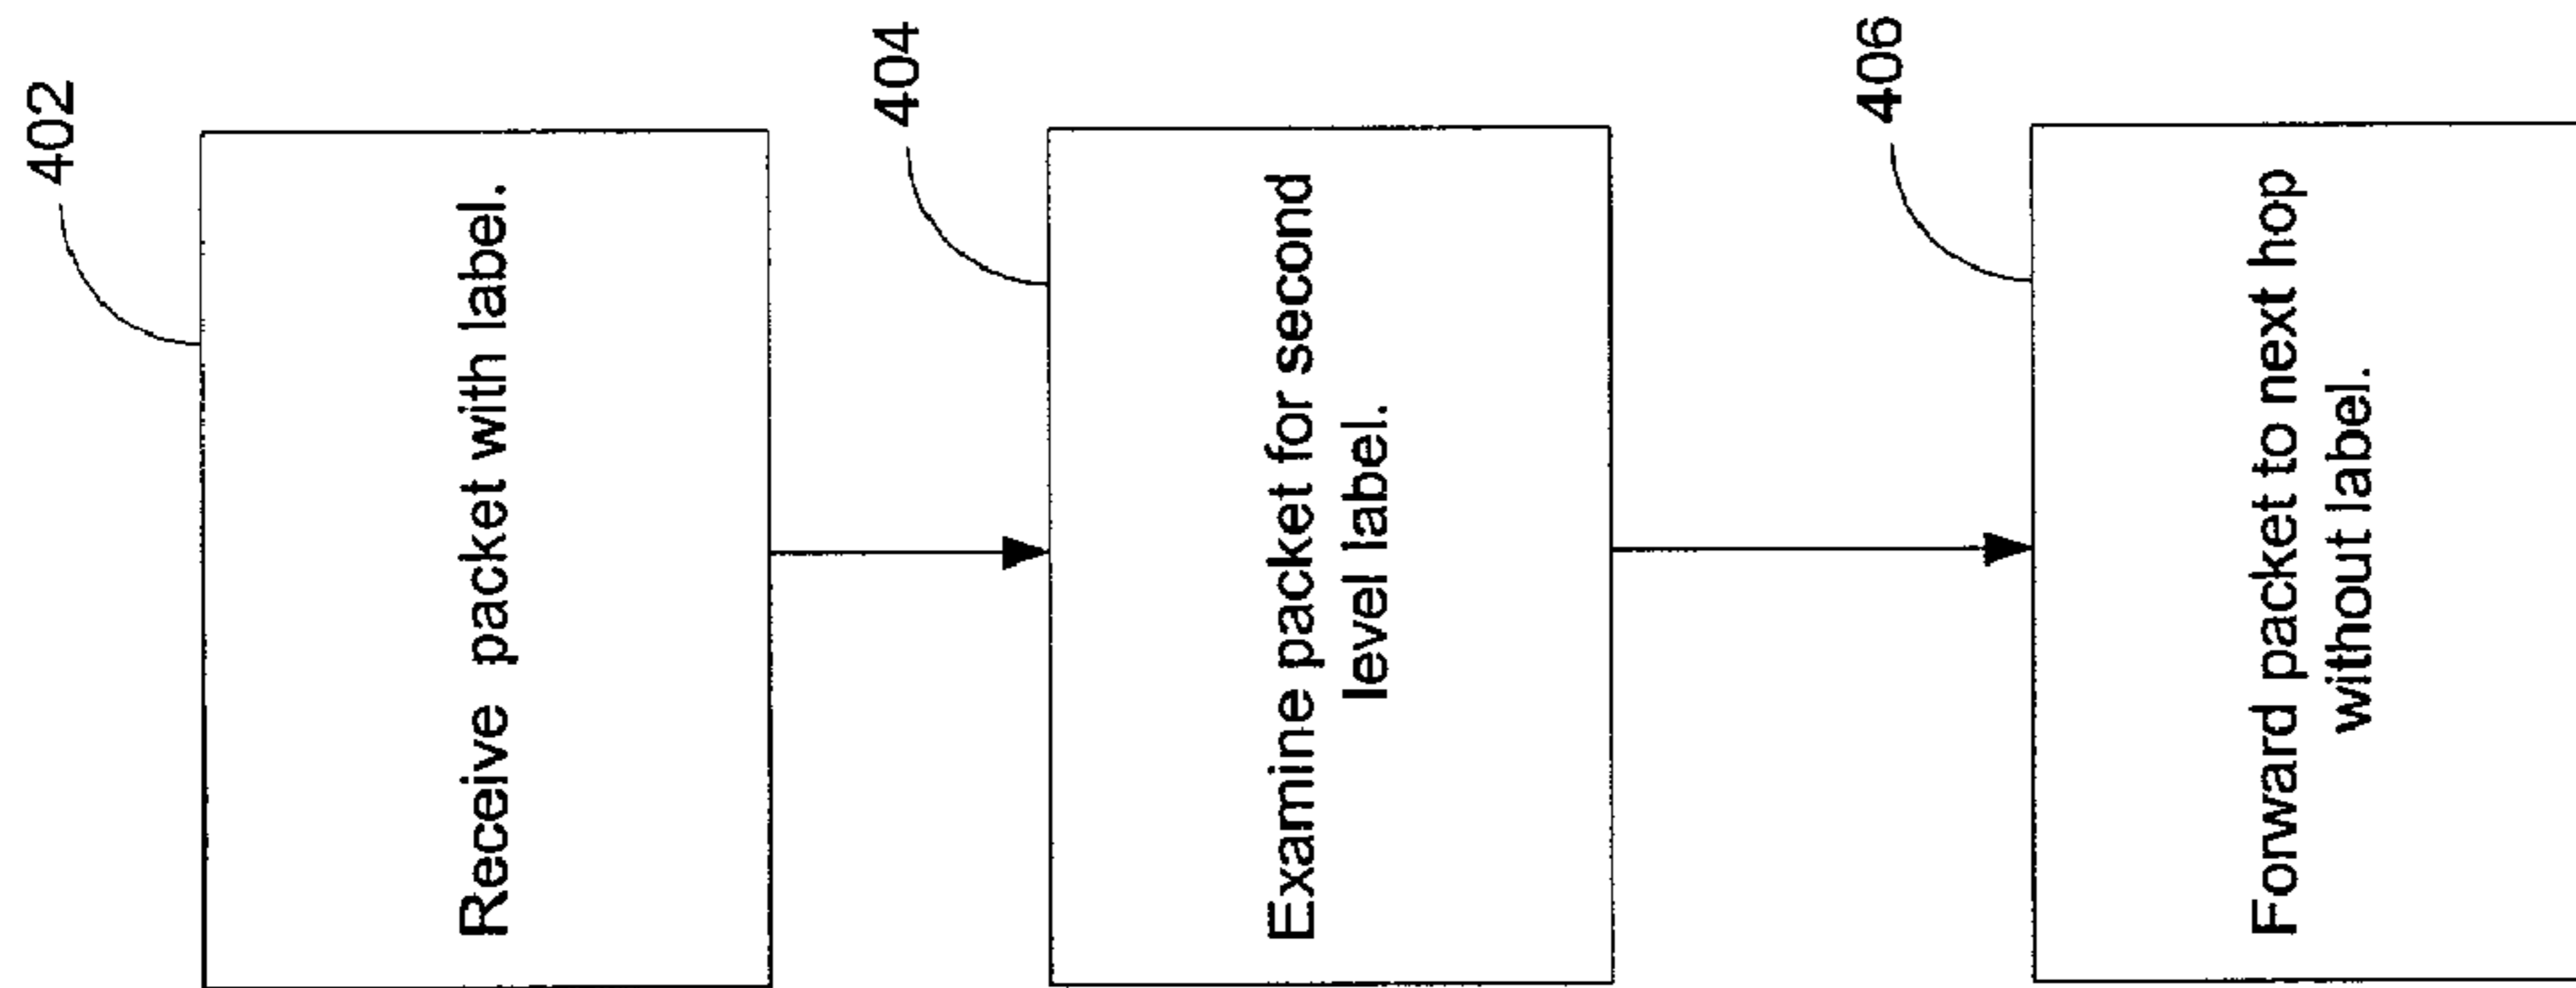 402
Receive packet with label.
404
Examine packet for second
level label.
406
Forward packet to next hop
without label.